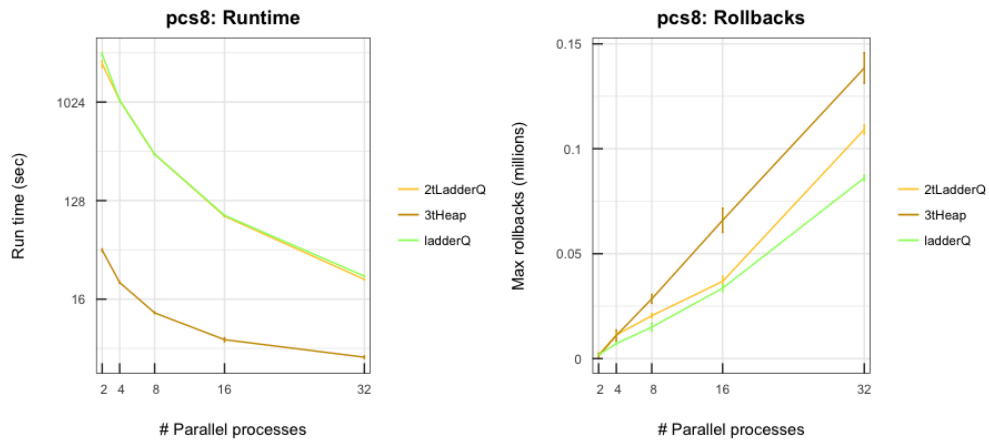 pcs8: Runtime
1024
128
16
2 4 8 16 32
Run time (sec)
# Parallel processes
2tLadderQ
3tHeap
ladderQ
pcs8: Rollbacks
0.15
0.1
0.05
0
2 4 8 16 32
Max rollbacks (millions)
# Parallel processes
2tLadderQ
3tHeap
ladderQ